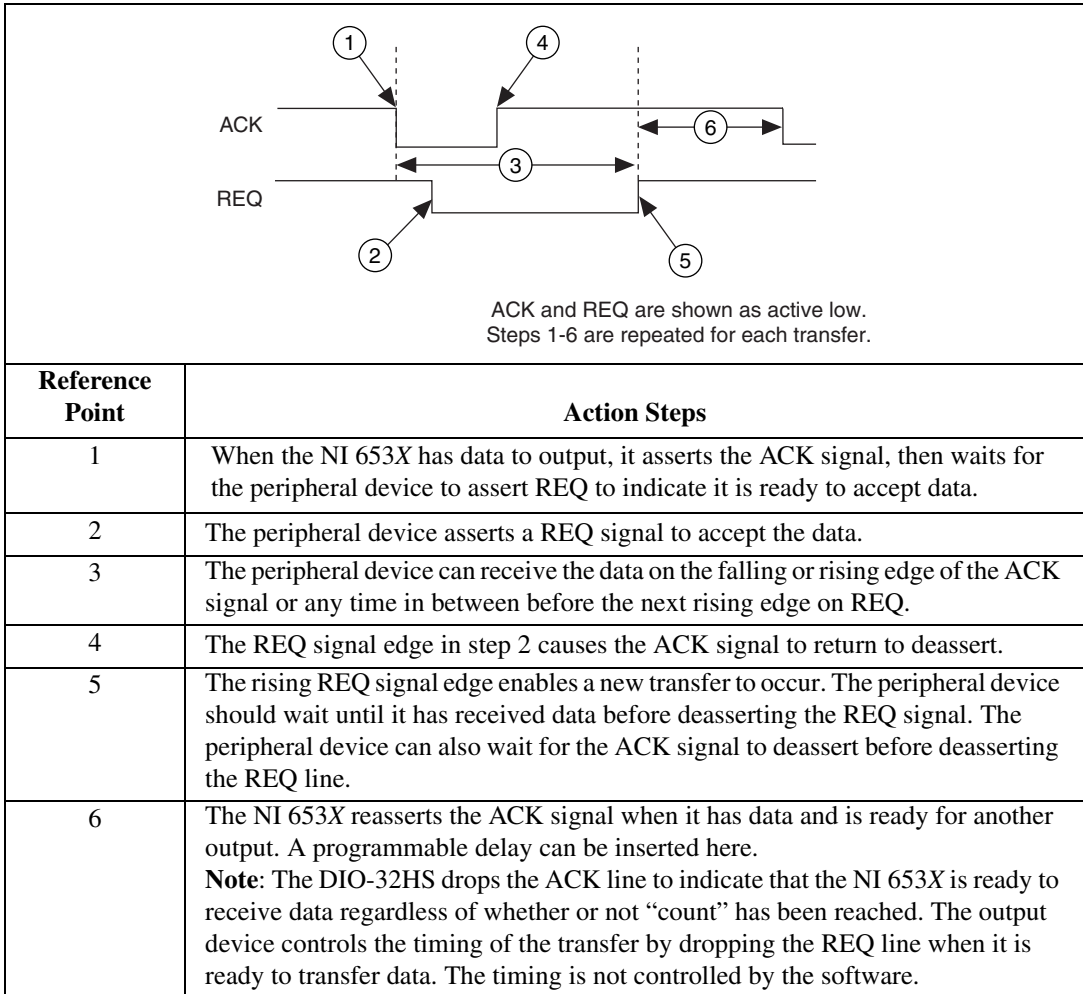 1
4
ACK
6
3
REQ
2
5
ACK and REQ are shown as active low.
Steps 1-6 are repeated for each transfer.
Reference
Point
Action Steps
1
When the NI 653X has data to output, it asserts the ACK signal, then waits for
the peripheral device to assert REQ to indicate it is ready to accept data.
2
The peripheral device asserts a REQ signal to accept the data.
3
The peripheral device can receive the data on the falling or rising edge of the ACK
signal or any time in between before the next rising edge on REQ.
4
The REQ signal edge in step 2 causes the ACK signal to return to deassert.
5
The rising REQ signal edge enables a new transfer to occur. The peripheral device
should wait until it has received data before deasserting the REQ signal. The
peripheral device can also wait for the ACK signal to deassert before deasserting
the REQ line.
6
The NI 653X reasserts the ACK signal when it has data and is ready for another
output. A programmable delay can be inserted here.
Note: The DIO-32HS drops the ACK line to indicate that the NI 653X is ready to
receive data regardless of whether or not “count” has been reached. The output
device controls the timing of the transfer by dropping the REQ line when it is
ready to transfer data. The timing is not controlled by the software.